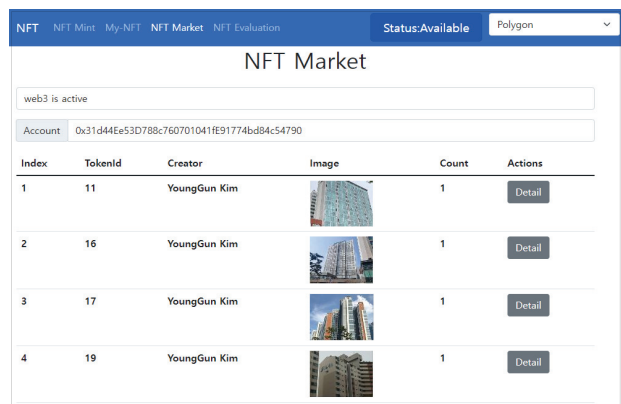 NFT NFT Mint My-NFT NFT Market NFT Evaluation Status:Available Polygon
NFT Market
web3 is active
Account 0x31d44Ee53D788c760701041fE91774bd84c54790
Index TokenId Creator Image Count Actions
1 11 YoungGun Kim 1 Detail
2 16 YoungGun Kim 1 Detail
3 17 YoungGun Kim 1 Detail
4 19 YoungGun Kim 1 Detail